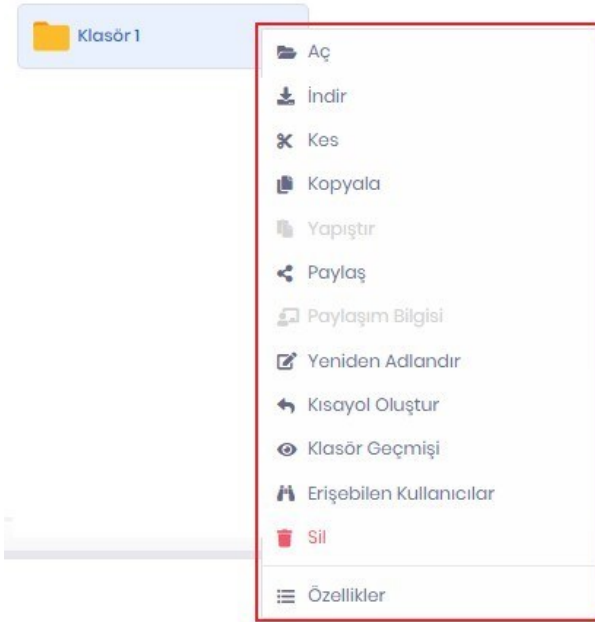 Klasör 1
Aç
İndir
Kes
Kopyala
Yapıştır
Paylaş
Paylaşım Bilgisi
Yeniden Adlandır
Kısayol Oluştur
Klasör Geçmişi
Erişebilen Kullanıcılar
Sil
Özellikler